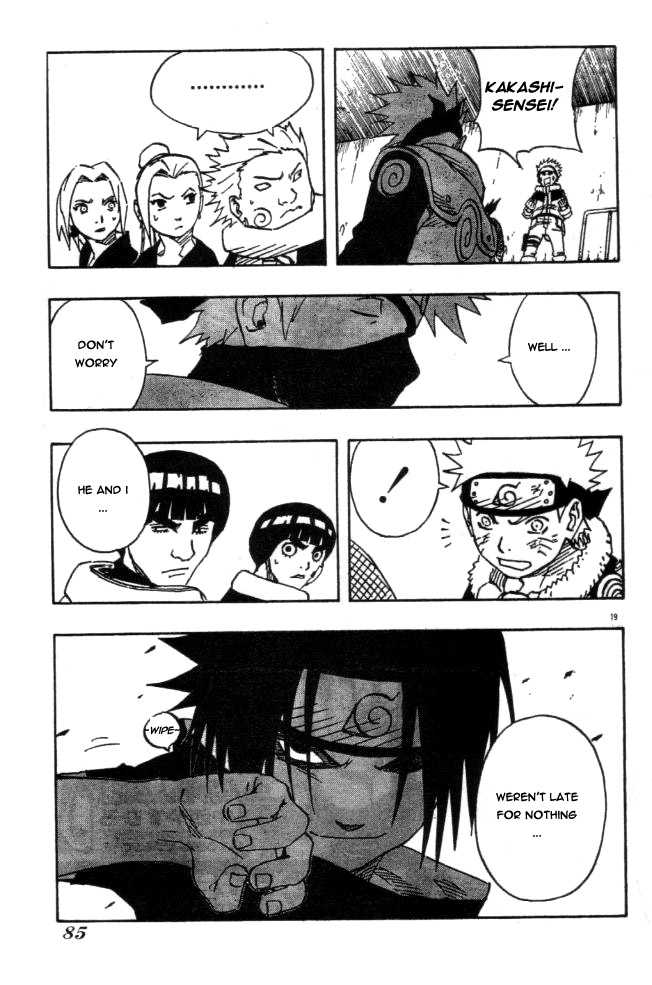 KAKASHI-
SENSEI!
.............
WELL ...
DON'T
WORRY
!
HE AND I
...
19
-WIPE-
WEREN'T LATE
FOR NOTHING
...
85